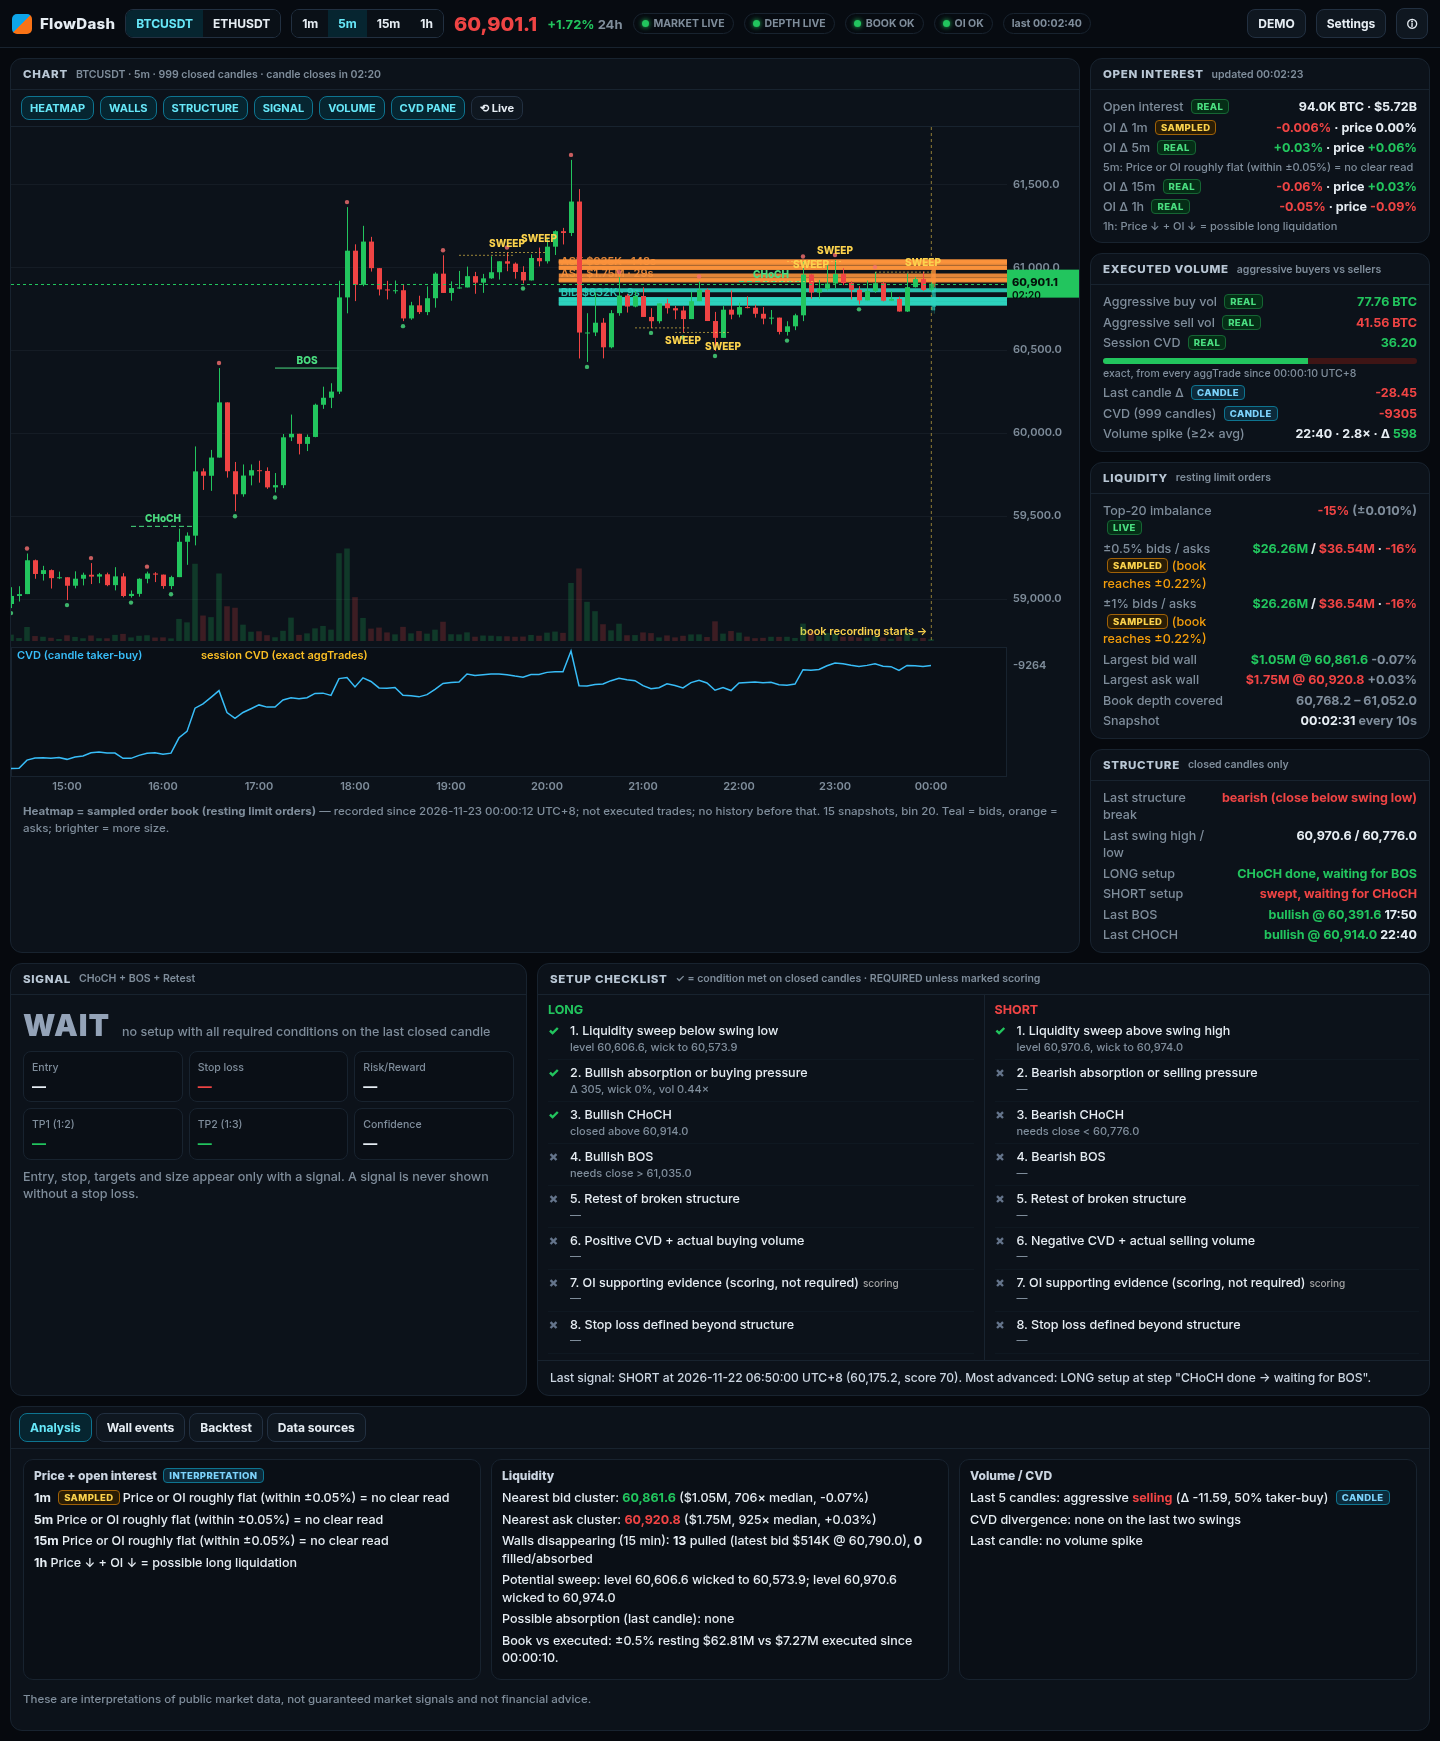 FlowDash BTCUSDT ETHUSDT 1m 5m 15m 1h 60,901.1 +1.72% 24h MARKET LIVE DEPTH LIVE BOOK OK OI OK last 00:02:40 DEMO Settings
CHART BTCUSDT · 5m · 999 closed candles · candle closes in 02:20
HEATMAP WALLS STRUCTURE SIGNAL VOLUME CVD PANE ⟲ Live
61,500.0
61,000.0
60,901.1
02:20
60,500.0
60,000.0
59,500.0
59,000.0
SWEEP
SWEEP
SWEEP
SWEEP
SWEEP
CHoCH
SWEEP
SWEEP
BOS
CHoCH
book recording starts →
CVD (candle taker-buy) session CVD (exact aggTrades)
-9264
15:00 16:00 17:00 18:00 19:00 20:00 21:00 22:00 23:00 00:00
Heatmap = sampled order book (resting limit orders) — recorded since 2026-11-23 00:00:12 UTC+8; not executed trades; no history before that. 15 snapshots, bin 20. Teal = bids, orange =
asks; brighter = more size.
OPEN INTEREST updated 00:02:23
Open interest REAL 94.0K BTC · $5.72B
OI Δ 1m SAMPLED -0.006% · price 0.00%
OI Δ 5m REAL +0.03% · price +0.06%
5m: Price or OI roughly flat (within ±0.05%) = no clear read
OI Δ 15m REAL -0.06% · price +0.03%
OI Δ 1h REAL -0.05% · price -0.09%
1h: Price ↓ + OI ↓ = possible long liquidation
EXECUTED VOLUME aggressive buyers vs sellers
Aggressive buy vol REAL 77.76 BTC
Aggressive sell vol REAL 41.56 BTC
Session CVD REAL 36.20
exact, from every aggTrade since 00:00:10 UTC+8
Last candle Δ CANDLE -28.45
CVD (999 candles) CANDLE -9305
Volume spike (≥2× avg) 22:40 · 2.8× · Δ 598
LIQUIDITY resting limit orders
Top-20 imbalance -15% (±0.010%)
LIVE
±0.5% bids / asks $26.26M / $36.54M · -16%
SAMPLED (book
reaches ±0.22%)
±1% bids / asks $26.26M / $36.54M · -16%
SAMPLED (book
reaches ±0.22%)
Largest bid wall $1.05M @ 60,861.6 -0.07%
Largest ask wall $1.75M @ 60,920.8 +0.03%
Book depth covered 60,768.2 – 61,052.0
Snapshot 00:02:31 every 10s
STRUCTURE closed candles only
Last structure bearish (close below swing low)
break
Last swing high / 60,970.6 / 60,776.0
low
LONG setup CHoCH done, waiting for BOS
SHORT setup swept, waiting for CHoCH
Last BOS bullish @ 60,391.6 17:50
Last CHOCH bullish @ 60,914.0 22:40
SIGNAL CHoCH + BOS + Retest
WAIT no setup with all required conditions on the last closed candle
Entry Stop loss Risk/Reward
— — —
TP1 (1:2) TP2 (1:3) Confidence
— — —
Entry, stop, targets and size appear only with a signal. A signal is never shown
without a stop loss.
SETUP CHECKLIST ✓ = condition met on closed candles · REQUIRED unless marked scoring
LONG
✓ 1. Liquidity sweep below swing low
level 60,606.6, wick to 60,573.9
✓ 2. Bullish absorption or buying pressure
Δ 305, wick 0%, vol 0.44×
✓ 3. Bullish CHoCH
closed above 60,914.0
× 4. Bullish BOS
needs close > 61,035.0
× 5. Retest of broken structure
—
× 6. Positive CVD + actual buying volume
—
× 7. OI supporting evidence (scoring, not required) scoring
—
× 8. Stop loss defined beyond structure
—
SHORT
✓ 1. Liquidity sweep above swing high
level 60,970.6, wick to 60,974.0
× 2. Bearish absorption or selling pressure
—
× 3. Bearish CHoCH
needs close < 60,776.0
× 4. Bearish BOS
—
× 5. Retest of broken structure
—
× 6. Negative CVD + actual selling volume
—
× 7. OI supporting evidence (scoring, not required) scoring
—
× 8. Stop loss defined beyond structure
—
Last signal: SHORT at 2026-11-22 06:50:00 UTC+8 (60,175.2, score 70). Most advanced: LONG setup at step "CHoCH done → waiting for BOS".
Analysis Wall events Backtest Data sources
Price + open interest INTERPRETATION
1m SAMPLED Price or OI roughly flat (within ±0.05%) = no clear read
5m Price or OI roughly flat (within ±0.05%) = no clear read
15m Price or OI roughly flat (within ±0.05%) = no clear read
1h Price ↓ + OI ↓ = possible long liquidation
Liquidity
Nearest bid cluster: 60,861.6 ($1.05M, 706× median, -0.07%)
Nearest ask cluster: 60,920.8 ($1.75M, 925× median, +0.03%)
Walls disappearing (15 min): 13 pulled (latest bid $514K @ 60,790.0), 0
filled/absorbed
Potential sweep: level 60,606.6 wicked to 60,573.9; level 60,970.6
wicked to 60,974.0
Possible absorption (last candle): none
Book vs executed: ±0.5% resting $62.81M vs $7.27M executed since
00:00:10.
Volume / CVD
Last 5 candles: aggressive selling (Δ -11.59, 50% taker-buy) CANDLE
CVD divergence: none on the last two swings
Last candle: no volume spike
These are interpretations of public market data, not guaranteed market signals and not financial advice.